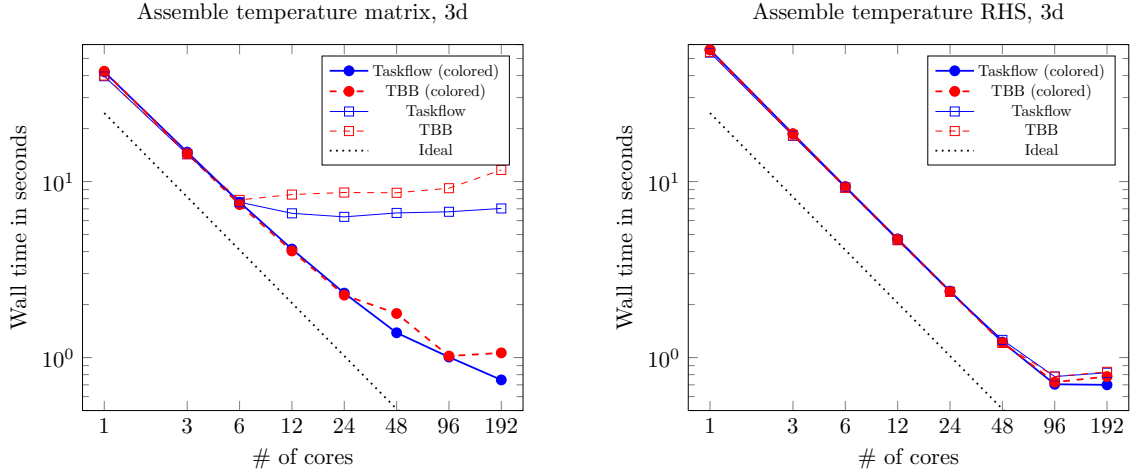 Assemble temperature matrix, 3d
Wall time in seconds
10^1
10^0
Taskflow (colored)
TBB (colored)
Taskflow
TBB
Ideal
1 3 6 12 24 48 96 192
# of cores
Assemble temperature RHS, 3d
Wall time in seconds
10^1
10^0
Taskflow (colored)
TBB (colored)
Taskflow
TBB
Ideal
1 3 6 12 24 48 96 192
# of cores